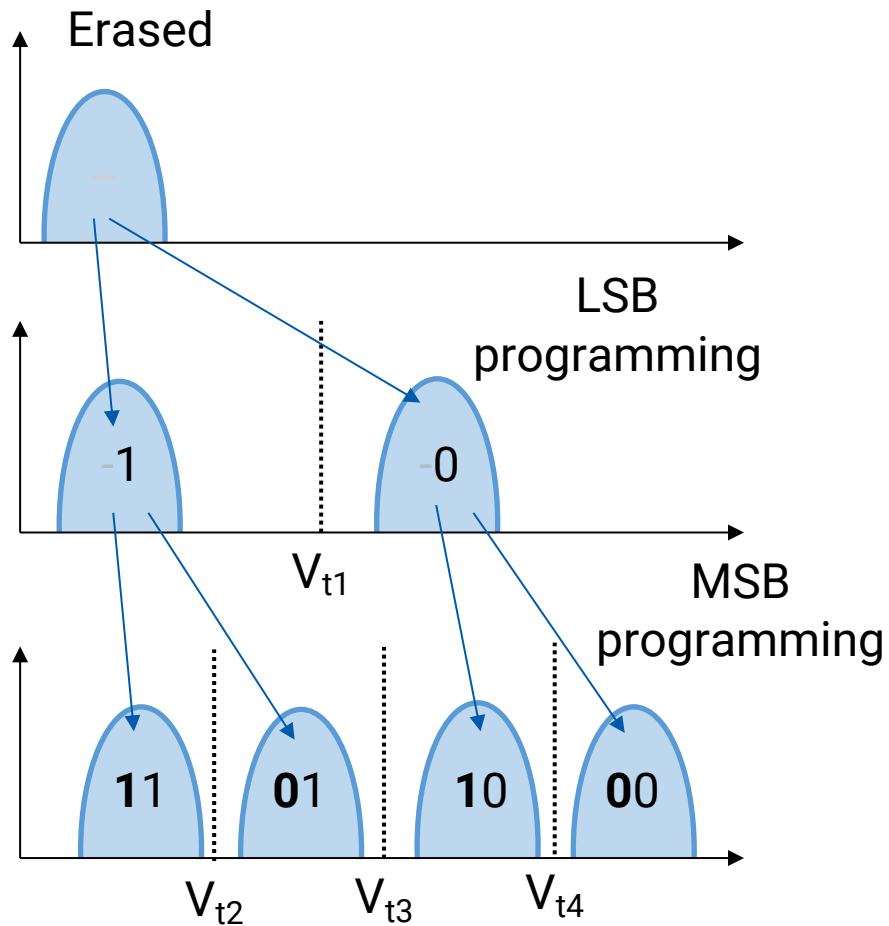 Erased
–
LSB
programming
-1
-0
Vt1
MSB
programming
11
01
10
00
Vt2
Vt3
Vt4